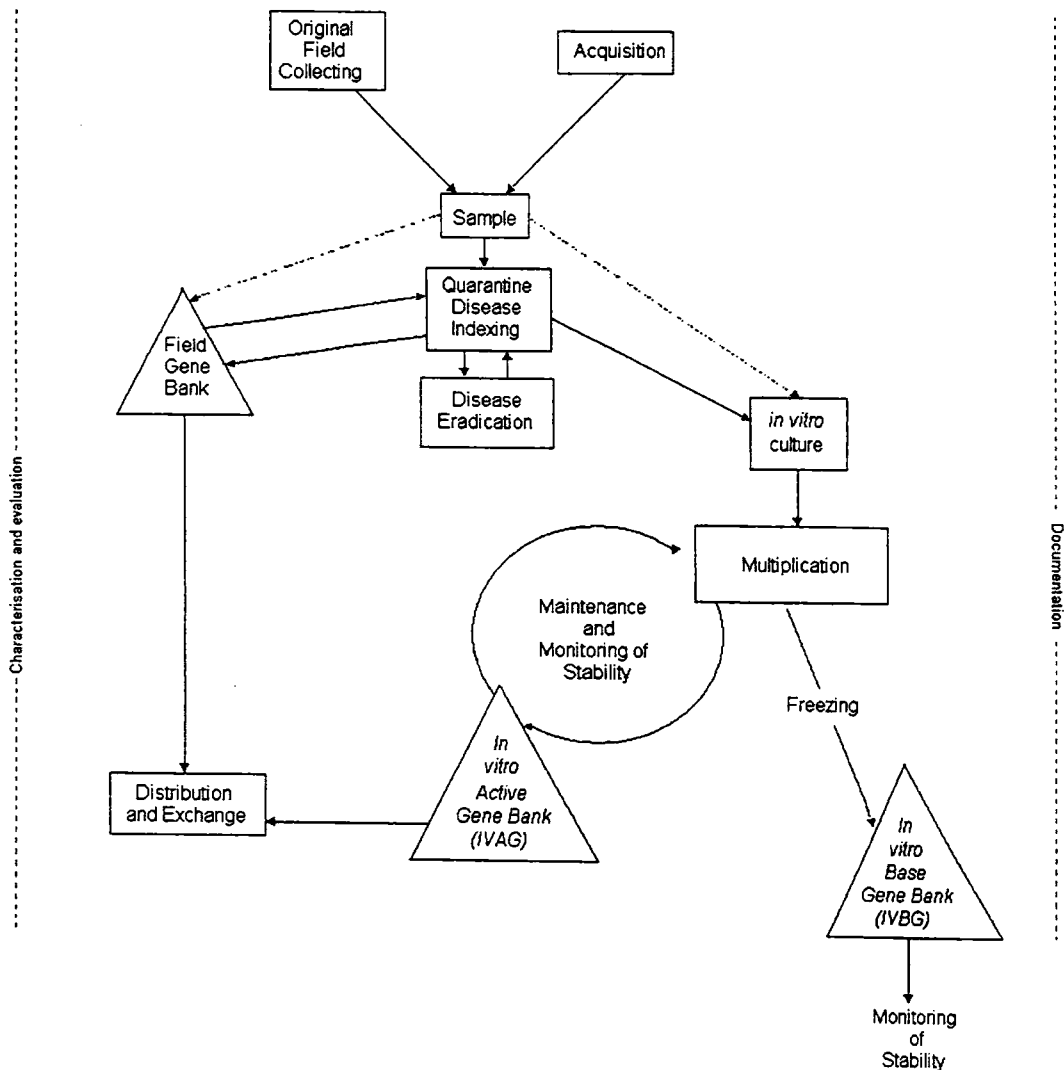 Original
Field
Collecting
Acquisition
Sample
Quarantine
Disease
Indexing
Field
Gene
Bank
Disease
Eradication
in vitro
culture
Multiplication
Maintenance
and
Monitoring of
Stability
Freezing
Distribution
and Exchange
In
vitro
Active
Gene Bank
(IVAG)
In
vitro
Base
Gene Bank
(IVBG)
Monitoring
of
Stability
Characterisation and evaluation
Documentation